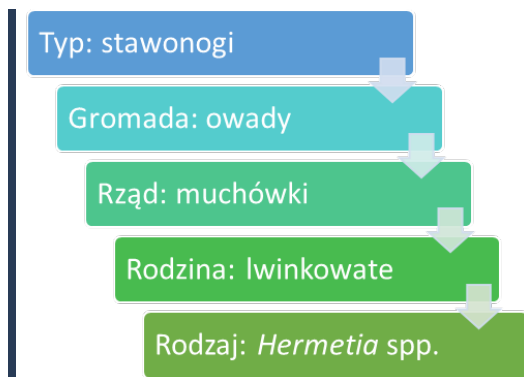 Typ: stawonogi
Gromada: owady
Rząd: muchówki
Rodzina: lwinkowate
Rodzaj: Hermetia spp.